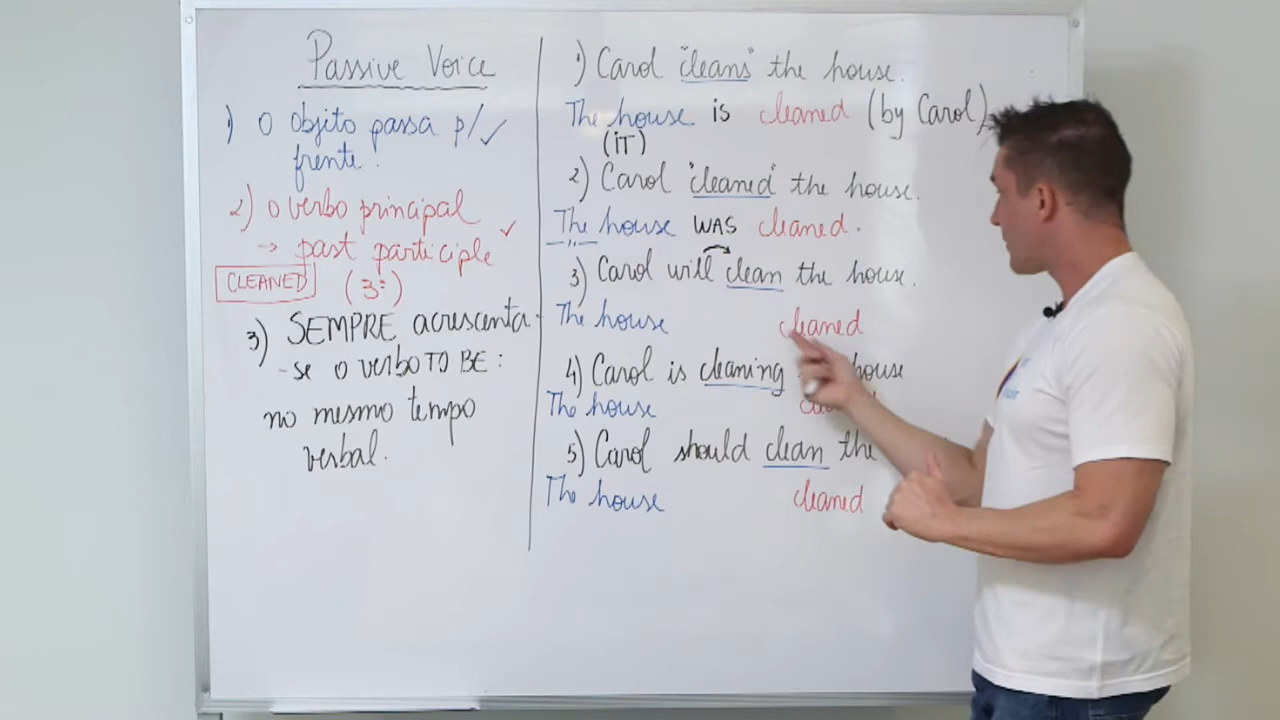 Passive Voice
1) O objito passa p/ ✓
frente.
2) O verbo principal
→ past participle ✓
CLEANED (3ª)
3) SEMPRE acrescenta-
-se o verbo TO BE:
no mesmo tempo
verbal.
1) Carol "cleans" the house.
The house is cleaned (by Carol)
(IT)
2) Carol "cleaned" the house.
The house WAS cleaned.
3) Carol will clean the house.
The house cleaned
4) Carol is cleaning house
The house
5) Carol should clean the
The house cleaned